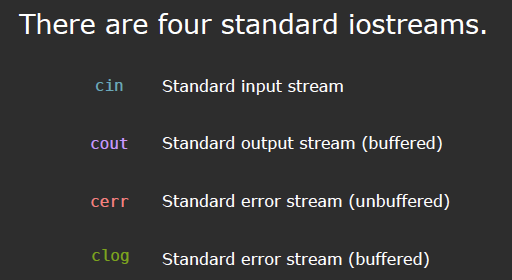 There are four standard iostreams.
cin Standard input stream
cout Standard output stream (buffered)
cerr Standard error stream (unbuffered)
clog Standard error stream (buffered)